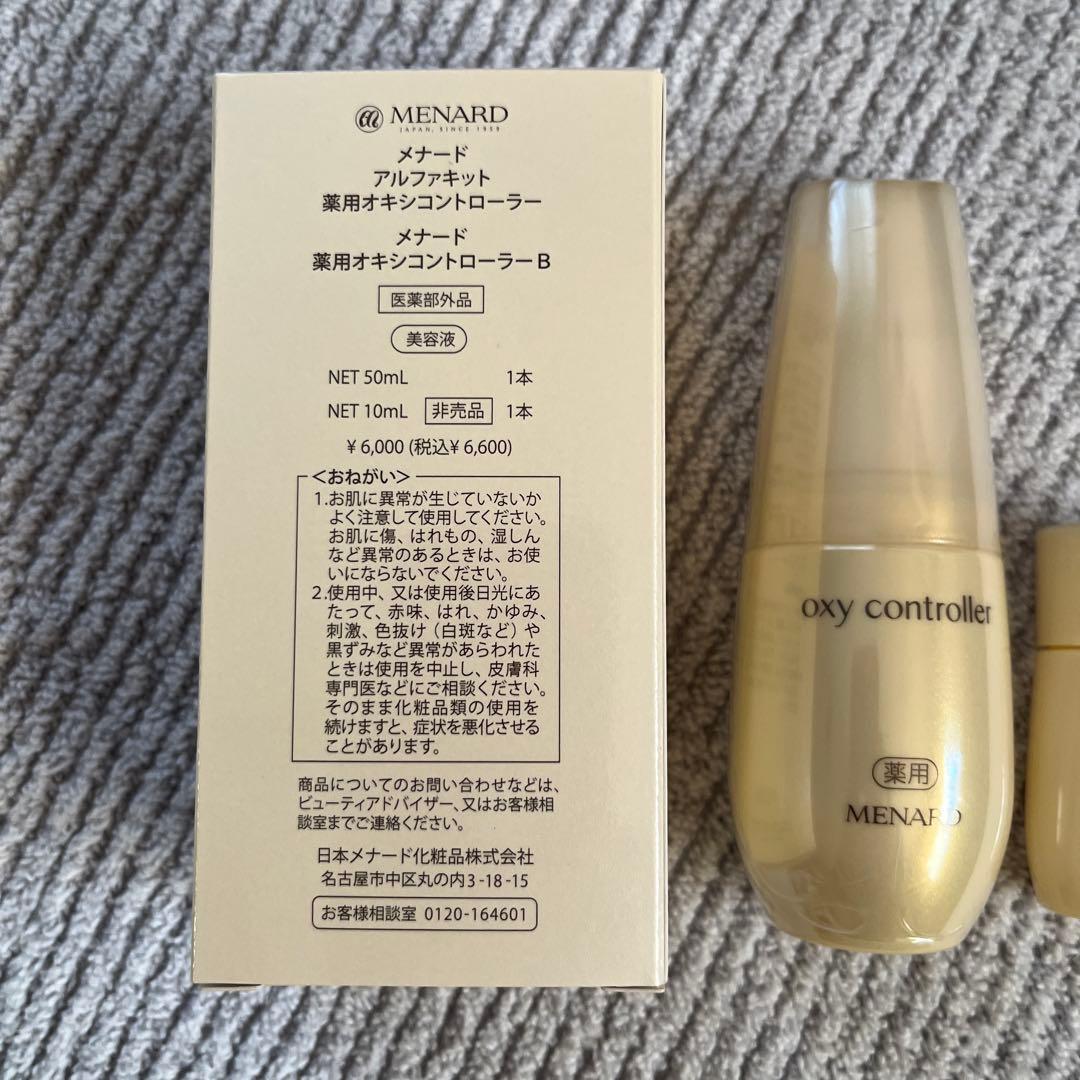 MENARD
JAPAN, SINCE 1959
メナード
アルファキット
薬用オキシコントローラー
メナード
薬用オキシコントローラーB
医薬部外品
美容液
NET 50mL 1本
NET 10mL 非売品 1本
¥6,000 (税込¥6,600)
<おねがい>
1.お肌に異常が生じていないか
よく注意して使用してください。
お肌に傷、はれもの、湿しん
など異常のあるときは、お使
いにならないでください。
2.使用中、又は使用後日光にあ
たって、赤味、はれ、かゆみ、
刺激、色抜け(白斑など)や
黒ずみなど異常があらわれた
ときは使用を中止し、皮膚科
専門医などにご相談ください。
そのまま化粧品類の使用を
続けますと、症状を悪化させる
ことがあります。
商品についてのお問い合わせなどは、
ビューティアドバイザー、又はお客様相
談室までご連絡ください。
日本メナード化粧品株式会社
名古屋市中区丸の内3-18-15
お客様相談室 0120-164601
oxy controller
薬用
MENARD